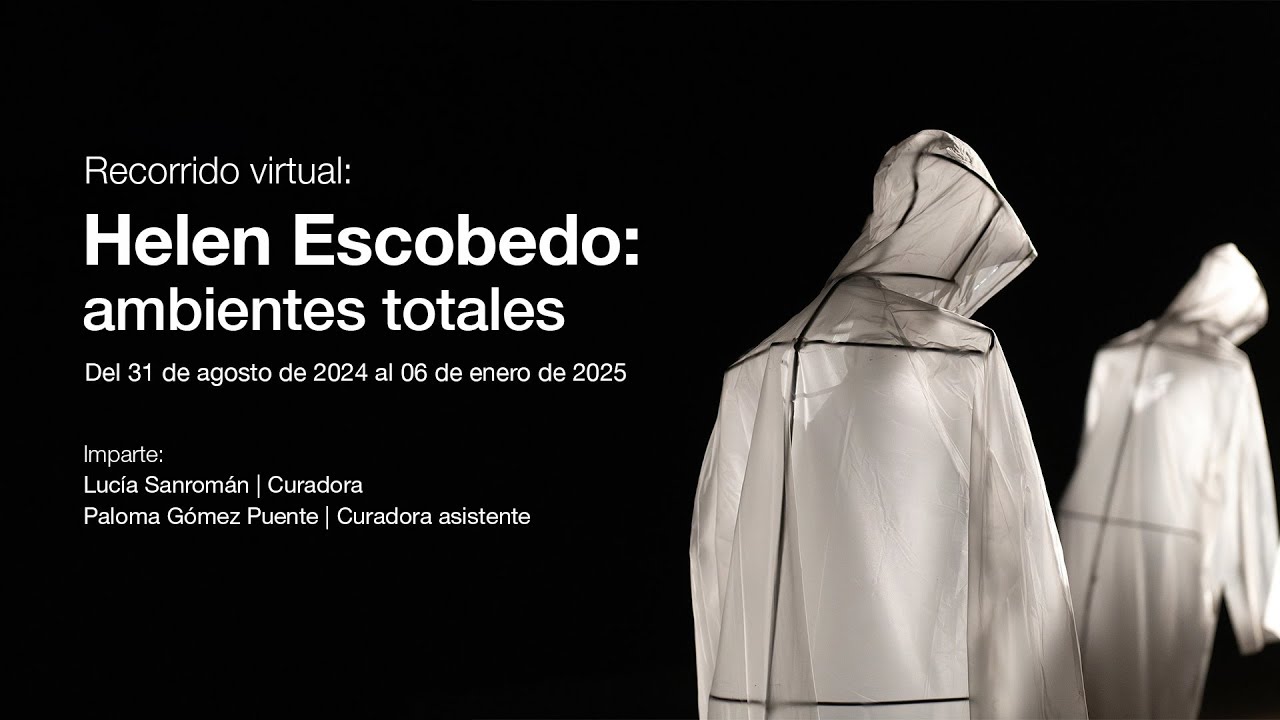 Recorrido virtual:
Helen Escobedo:
ambientes totales
Del 31 de agosto de 2024 al 06 de enero de 2025
Imparte:
Lucía Sanromán | Curadora
Paloma Gómez Puente | Curadora asistente